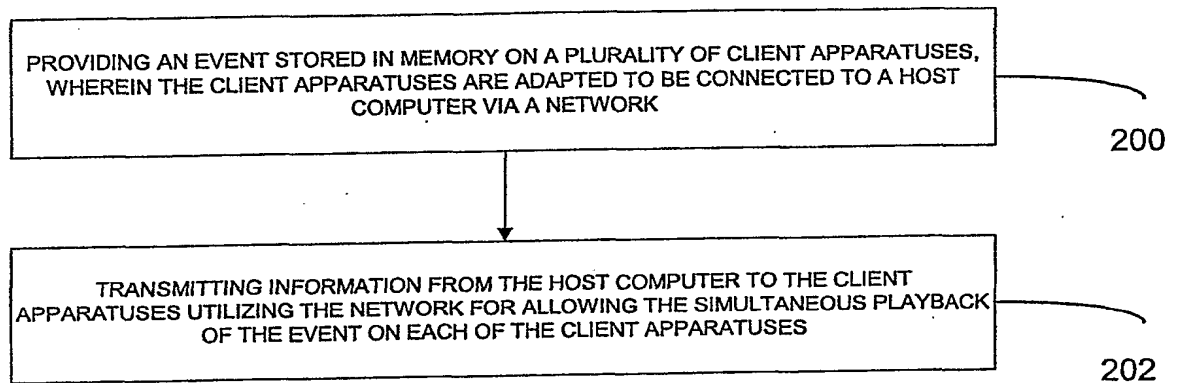 PROVIDING AN EVENT STORED IN MEMORY ON A PLURALITY OF CLIENT APPARATUSES,
WHEREIN THE CLIENT APPARATUSES ARE ADAPTED TO BE CONNECTED TO A HOST
COMPUTER VIA A NETWORK
200
TRANSMITTING INFORMATION FROM THE HOST COMPUTER TO THE CLIENT
APPARATUSES UTILIZING THE NETWORK FOR ALLOWING THE SIMULTANEOUS PLAYBACK
OF THE EVENT ON EACH OF THE CLIENT APPARATUSES
202